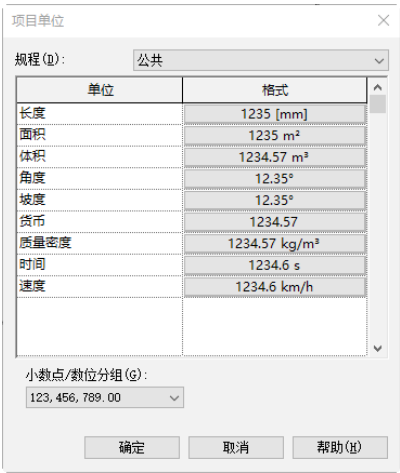 项目单位
规程(D): 公共
单位 格式
长度 1235 [mm]
面积 1235 m²
体积 1234.57 m³
角度 12.35°
坡度 12.35°
货币 1234.57
质量密度 1234.57 kg/m³
时间 1234.6 s
速度 1234.6 km/h
小数点/数位分组(G):
123,456,789.00
确定 取消 帮助(H)